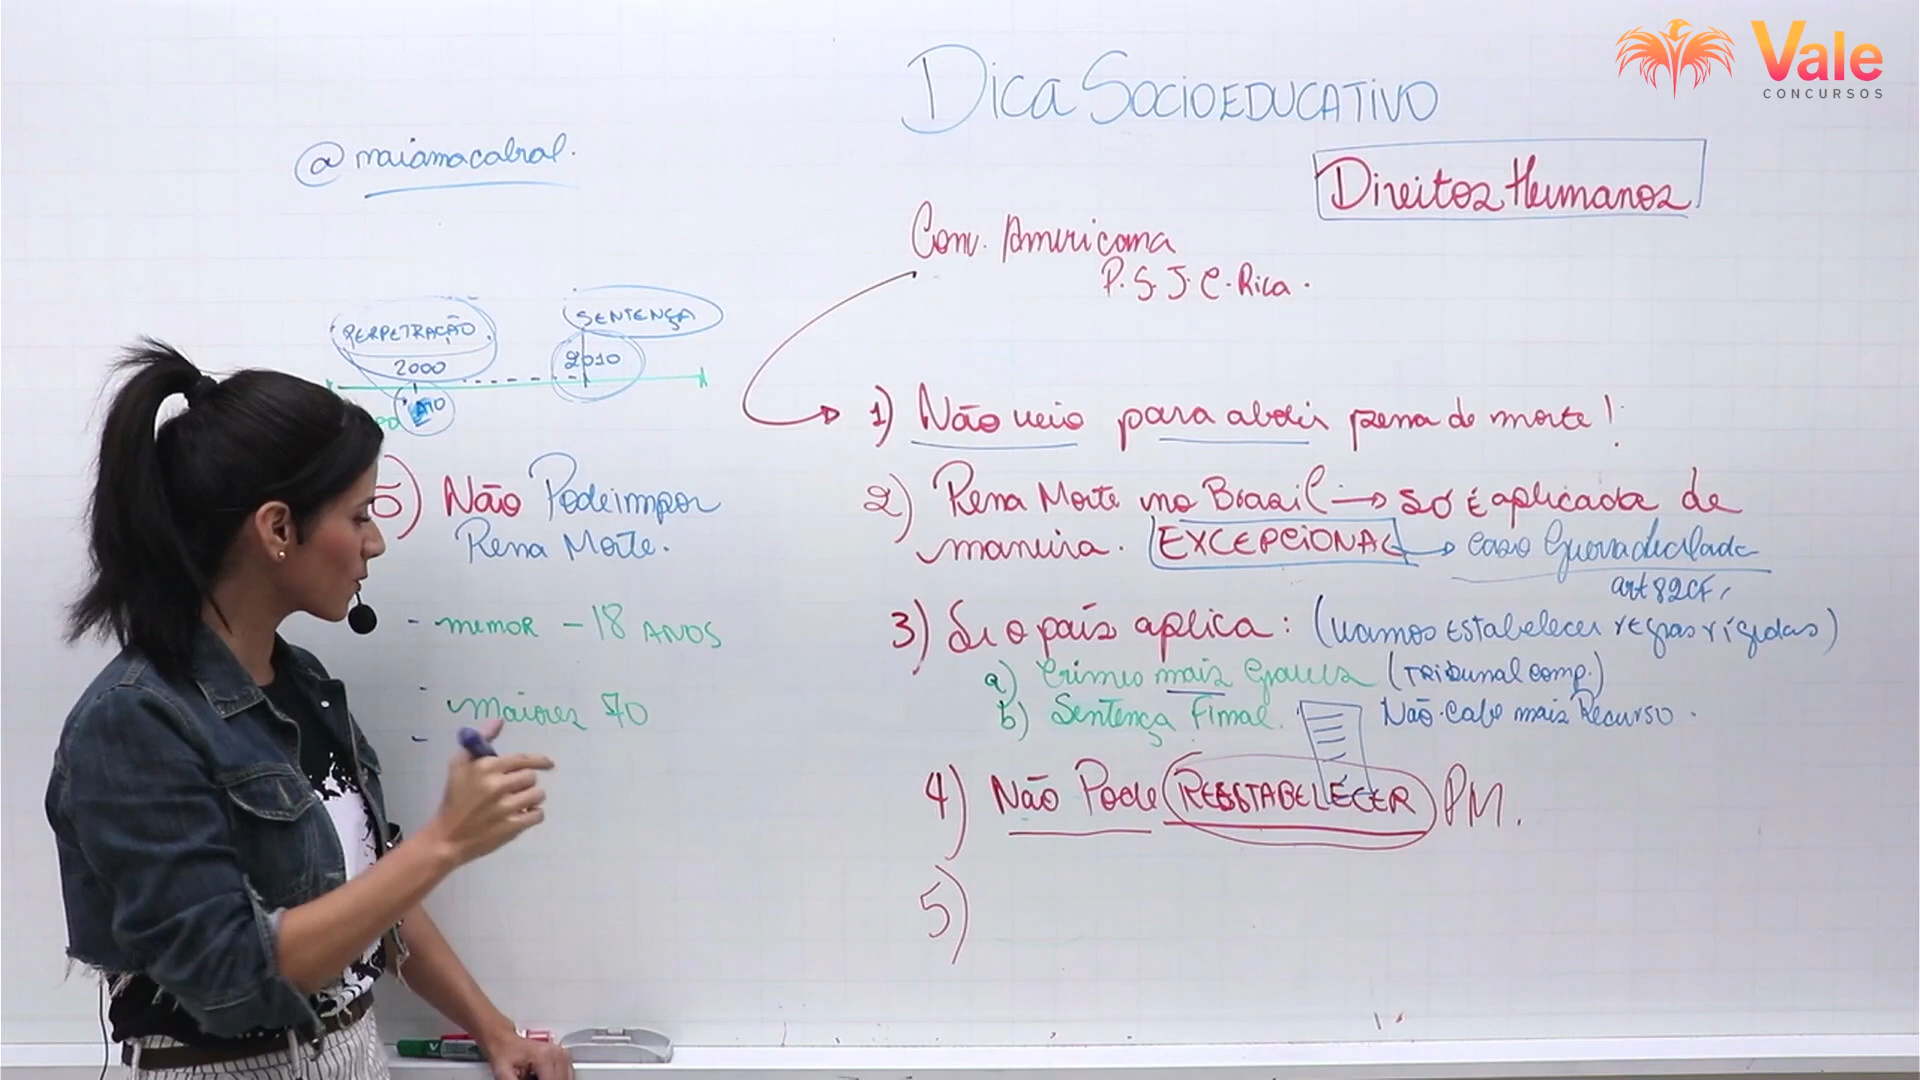 Vale
CONCURSOS
Dica SOCIOEDUCATIVO
Direitos Humanos
Conv. Americana
P. S. J. C. Rica.
@naiamacabral.
PERPETRAÇÃO
2000
SENTENÇA
2010
ATO
1) Não veio para abolir pena de morte!
2) Pena Morte no Brasil → SÓ É aplicada de
maneira. EXCEPCIONAL → caso Guerra declarada
art 82 CF,
3) Se o país aplica: (vamos ESTABELECER REGRAS RÍGIDAS)
a) Crimes mais Graves (TRIBUNAL comp.)
b) Sentença Final. Não cabe mais Recurso.
4) Não Pode REESTABELECER PM.
5)
5) Não Pode impor
Pena Morte.
- menor - 18 ANOS
- Maiores 70
-